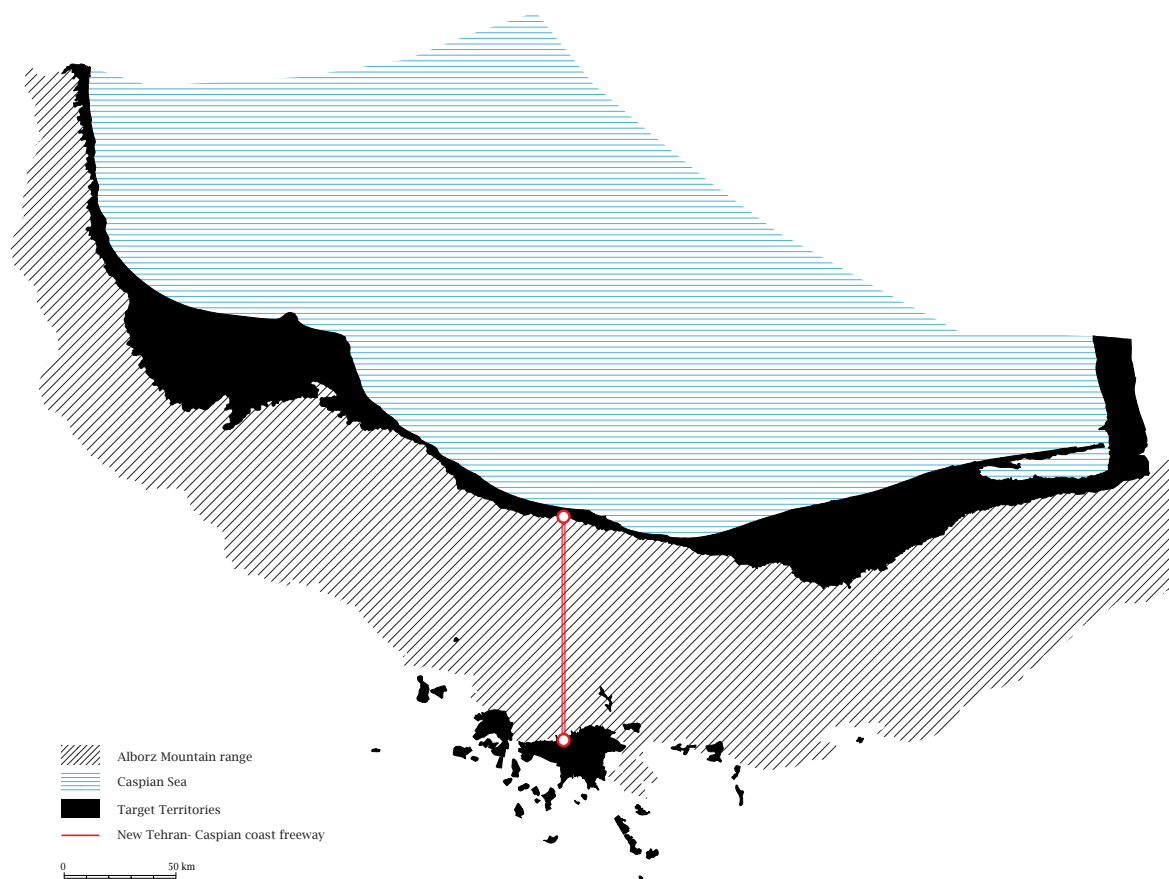 Alborz Mountain range
Caspian Sea
Target Territories
New Tehran- Caspian coast freeway
0 50 km